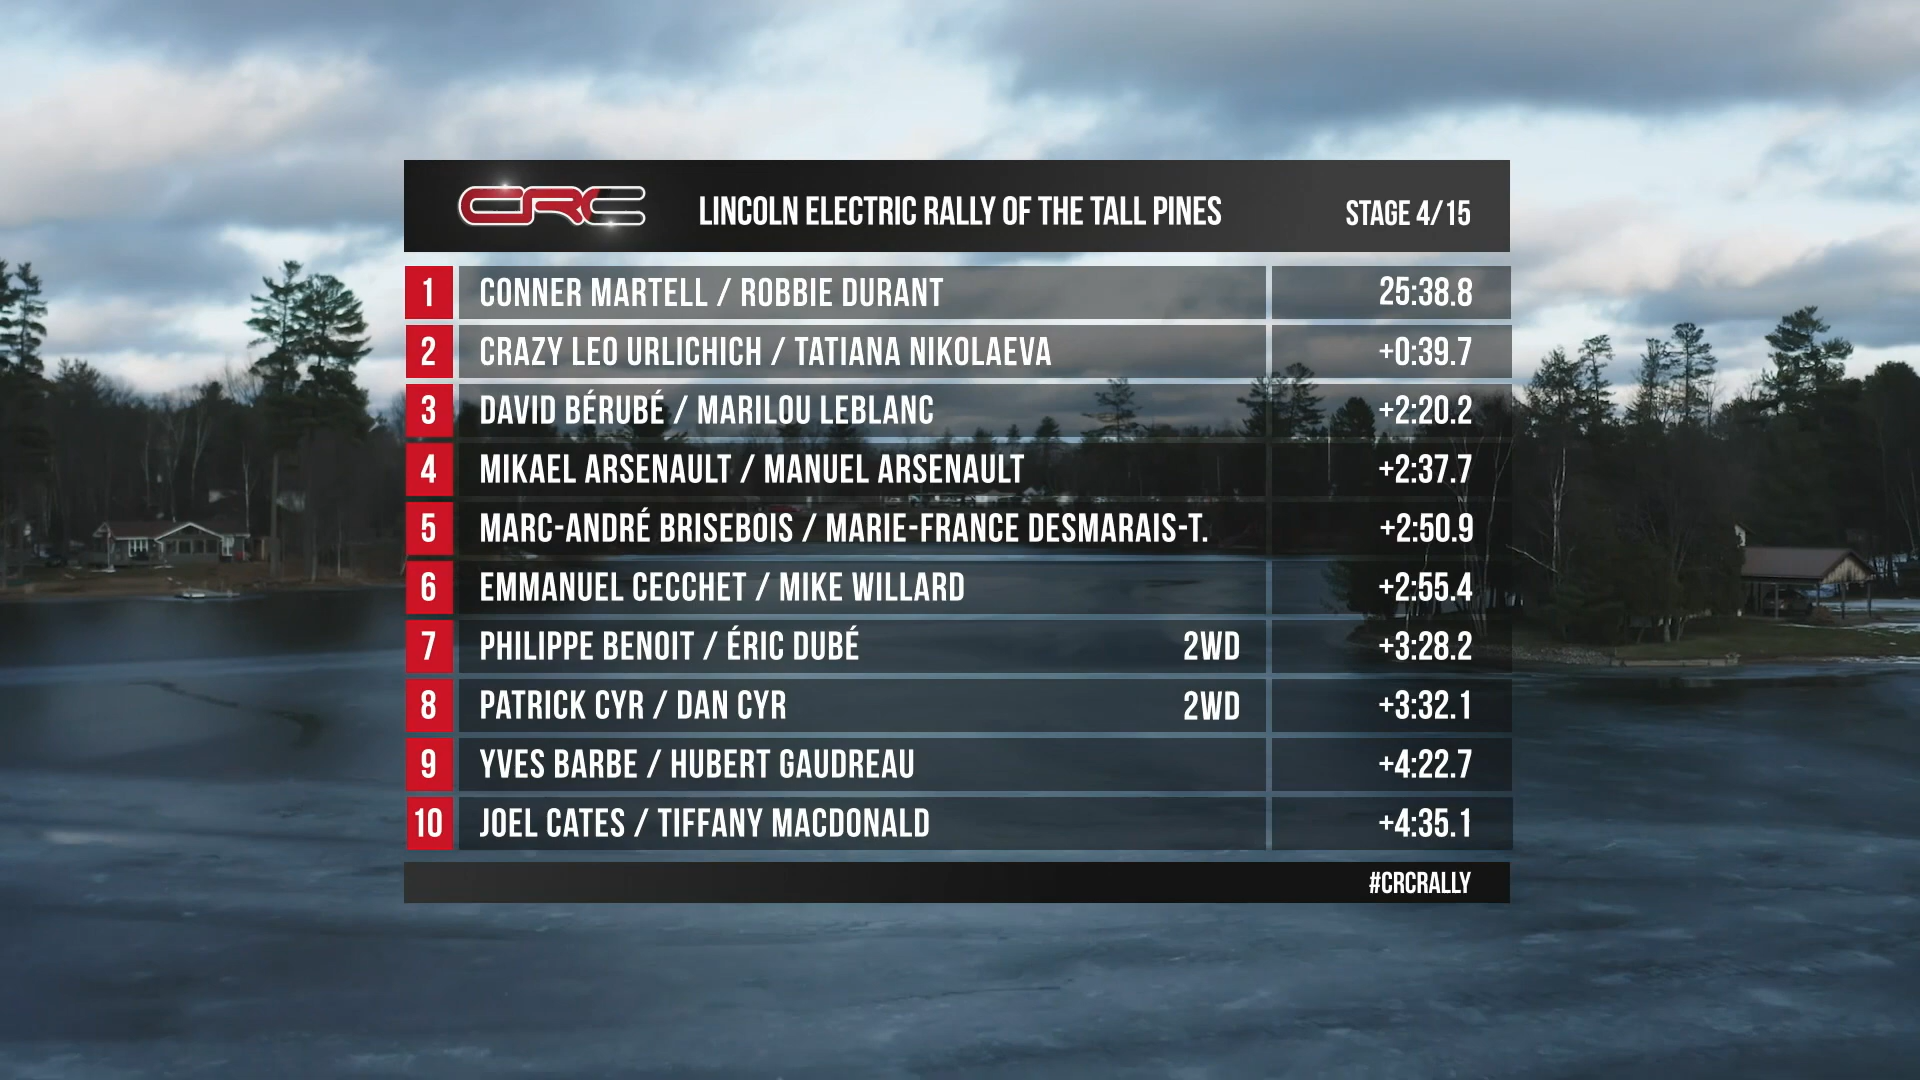 CRC
LINCOLN ELECTRIC RALLY OF THE TALL PINES
STAGE 4/15
1 CONNER MARTELL / ROBBIE DURANT 25:38.8
2 CRAZY LEO URLICHICH / TATIANA NIKOLAEVA +0:39.7
3 DAVID BÉRUBÉ / MARILOU LEBLANC +2:20.2
4 MIKAEL ARSENAULT / MANUEL ARSENAULT +2:37.7
5 MARC-ANDRÉ BRISEBOIS / MARIE-FRANCE DESMARAIS-T. +2:50.9
6 EMMANUEL CECCHET / MIKE WILLARD +2:55.4
7 PHILIPPE BENOIT / ÉRIC DUBÉ 2WD +3:28.2
8 PATRICK CYR / DAN CYR 2WD +3:32.1
9 YVES BARBE / HUBERT GAUDREAU +4:22.7
10 JOEL CATES / TIFFANY MACDONALD +4:35.1
#CRCRALLY